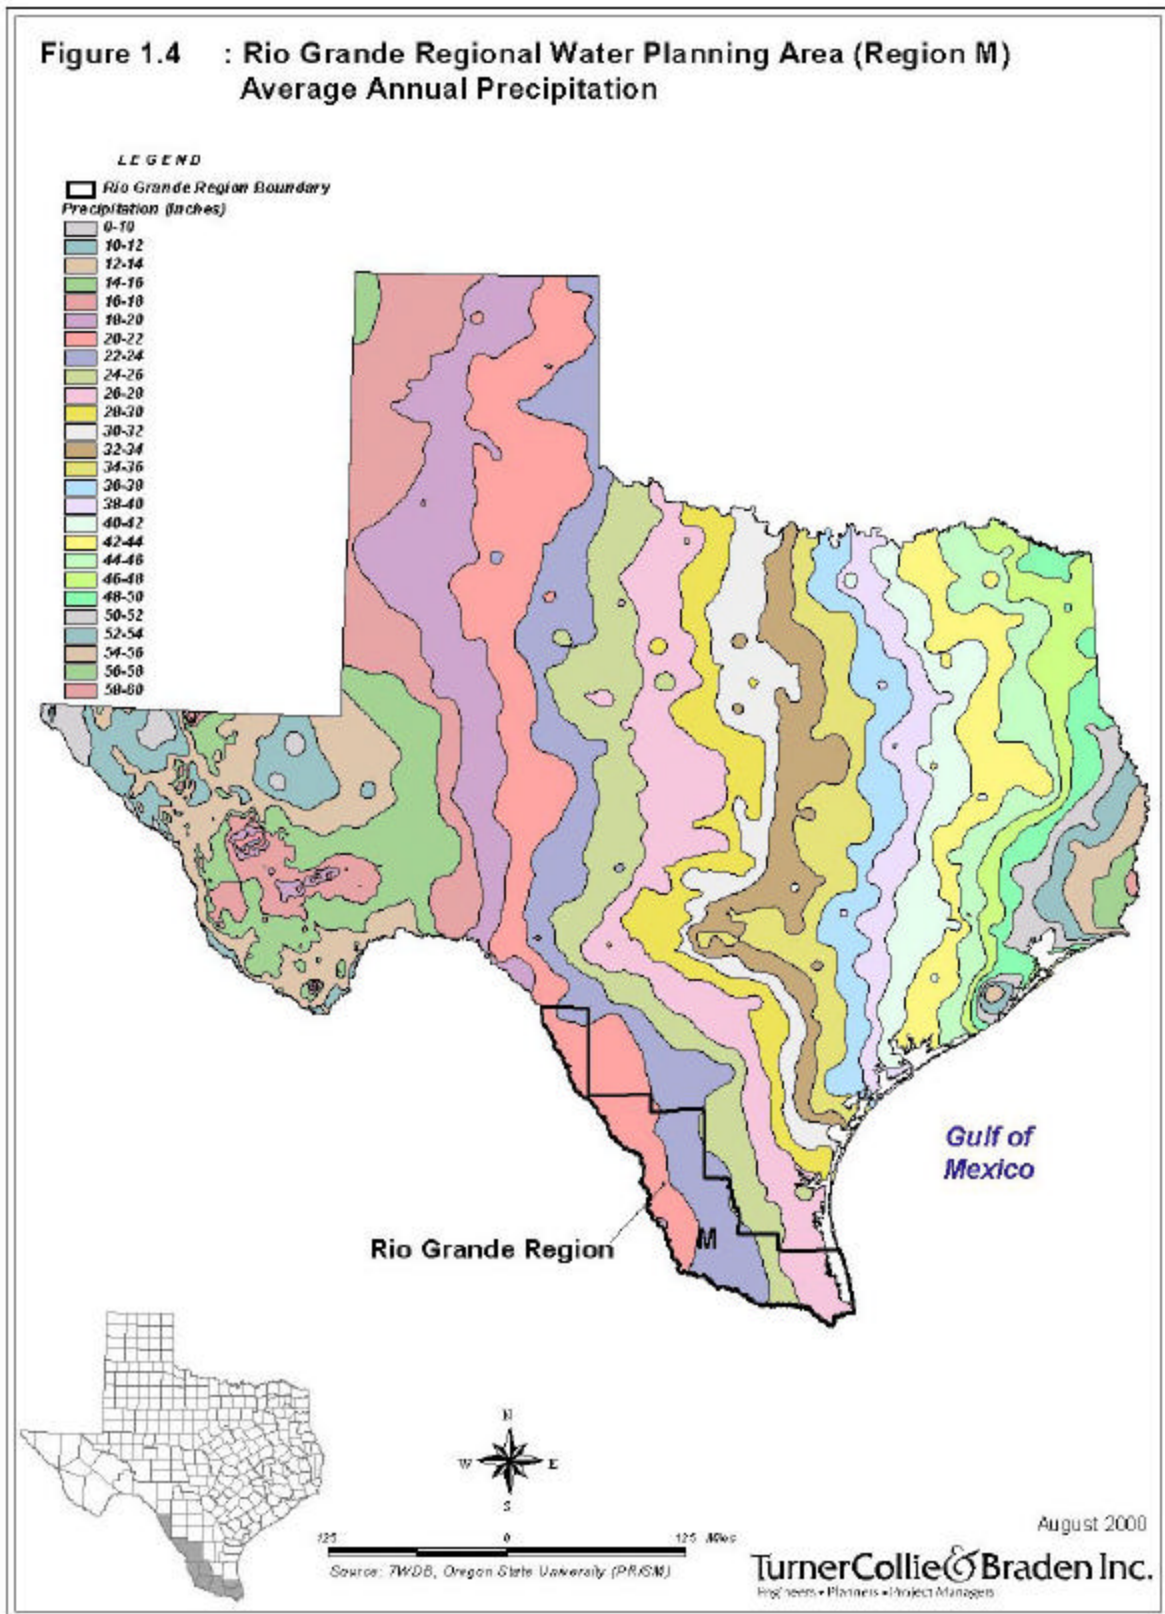 Figure 1.4 : Rio Grande Regional Water Planning Area (Region M)
Average Annual Precipitation
LEGEND
Rio Grande Region Boundary
Precipitation (Inches)
0-10
10-12
12-14
14-16
16-18
18-20
20-22
22-24
24-26
26-28
28-30
30-32
32-34
34-36
36-38
38-40
40-42
42-44
44-46
46-48
48-50
50-52
52-54
54-56
56-58
58-60
Gulf of
Mexico
M
Rio Grande Region
N
W E
S
125 0 125 Miles
Source: TWDB, Oregon State University (PRISM)
August 2000
TurnerCollie&Braden Inc.
Engineers • Planners • Project Managers